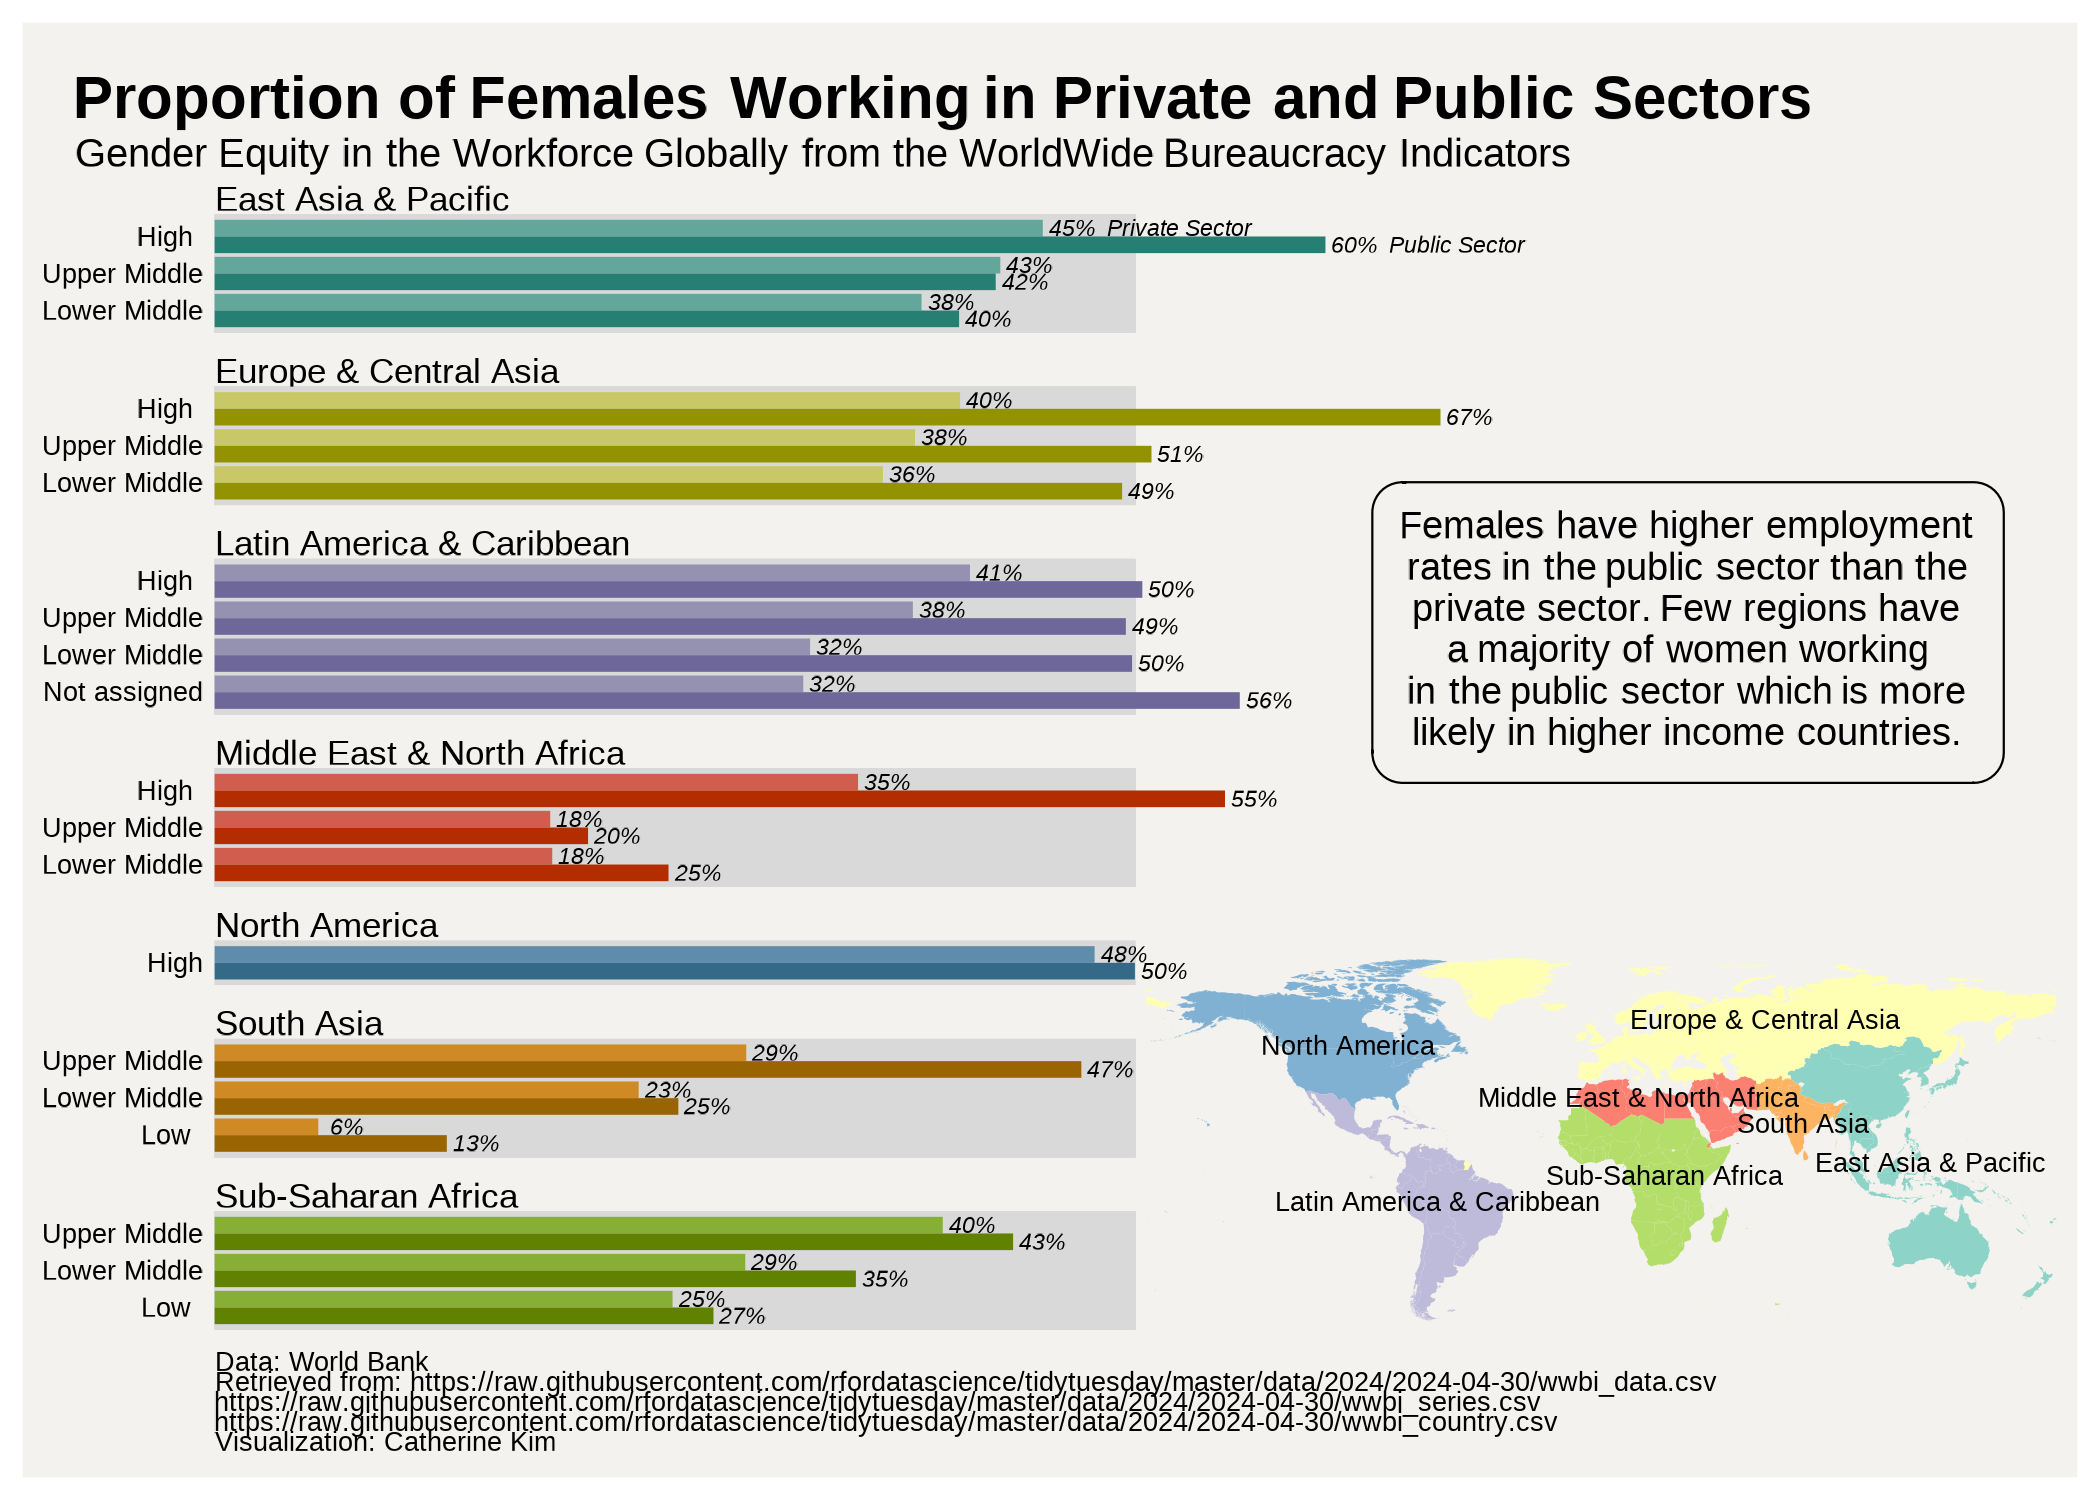 Proportion of Females Working in Private and Public Sectors
Gender Equity in the Workforce Globally from the WorldWide Bureaucracy Indicators
East Asia & Pacific
High 45% Private Sector
60% Public Sector
Upper Middle 43%
42%
Lower Middle 38%
40%
Europe & Central Asia
High 40%
67%
Upper Middle 38%
51%
Lower Middle 36%
49%
Females have higher employment
rates in the public sector than the
private sector. Few regions have
a majority of women working
in the public sector which is more
likely in higher income countries.
Latin America & Caribbean
High 41%
50%
Upper Middle 38%
49%
Lower Middle 32%
50%
Not assigned 32%
56%
Middle East & North Africa
High 35%
55%
Upper Middle 18%
20%
Lower Middle 18%
25%
North America
High 48%
50%
South Asia
Upper Middle 29%
47%
Lower Middle 23%
25%
Low 6%
13%
Sub-Saharan Africa
Upper Middle 40%
43%
Lower Middle 29%
35%
Low 25%
27%
Europe & Central Asia
North America
Middle East & North Africa
South Asia
East Asia & Pacific
Sub-Saharan Africa
Latin America & Caribbean
Data: World Bank
Retrieved from: https://raw.githubusercontent.com/rfordatascience/tidytuesday/master/data/2024/2024-04-30/wwbi_data.csv
https://raw.githubusercontent.com/rfordatascience/tidytuesday/master/data/2024/2024-04-30/wwbi_series.csv
https://raw.githubusercontent.com/rfordatascience/tidytuesday/master/data/2024/2024-04-30/wwbi_country.csv
Visualization: Catherine Kim